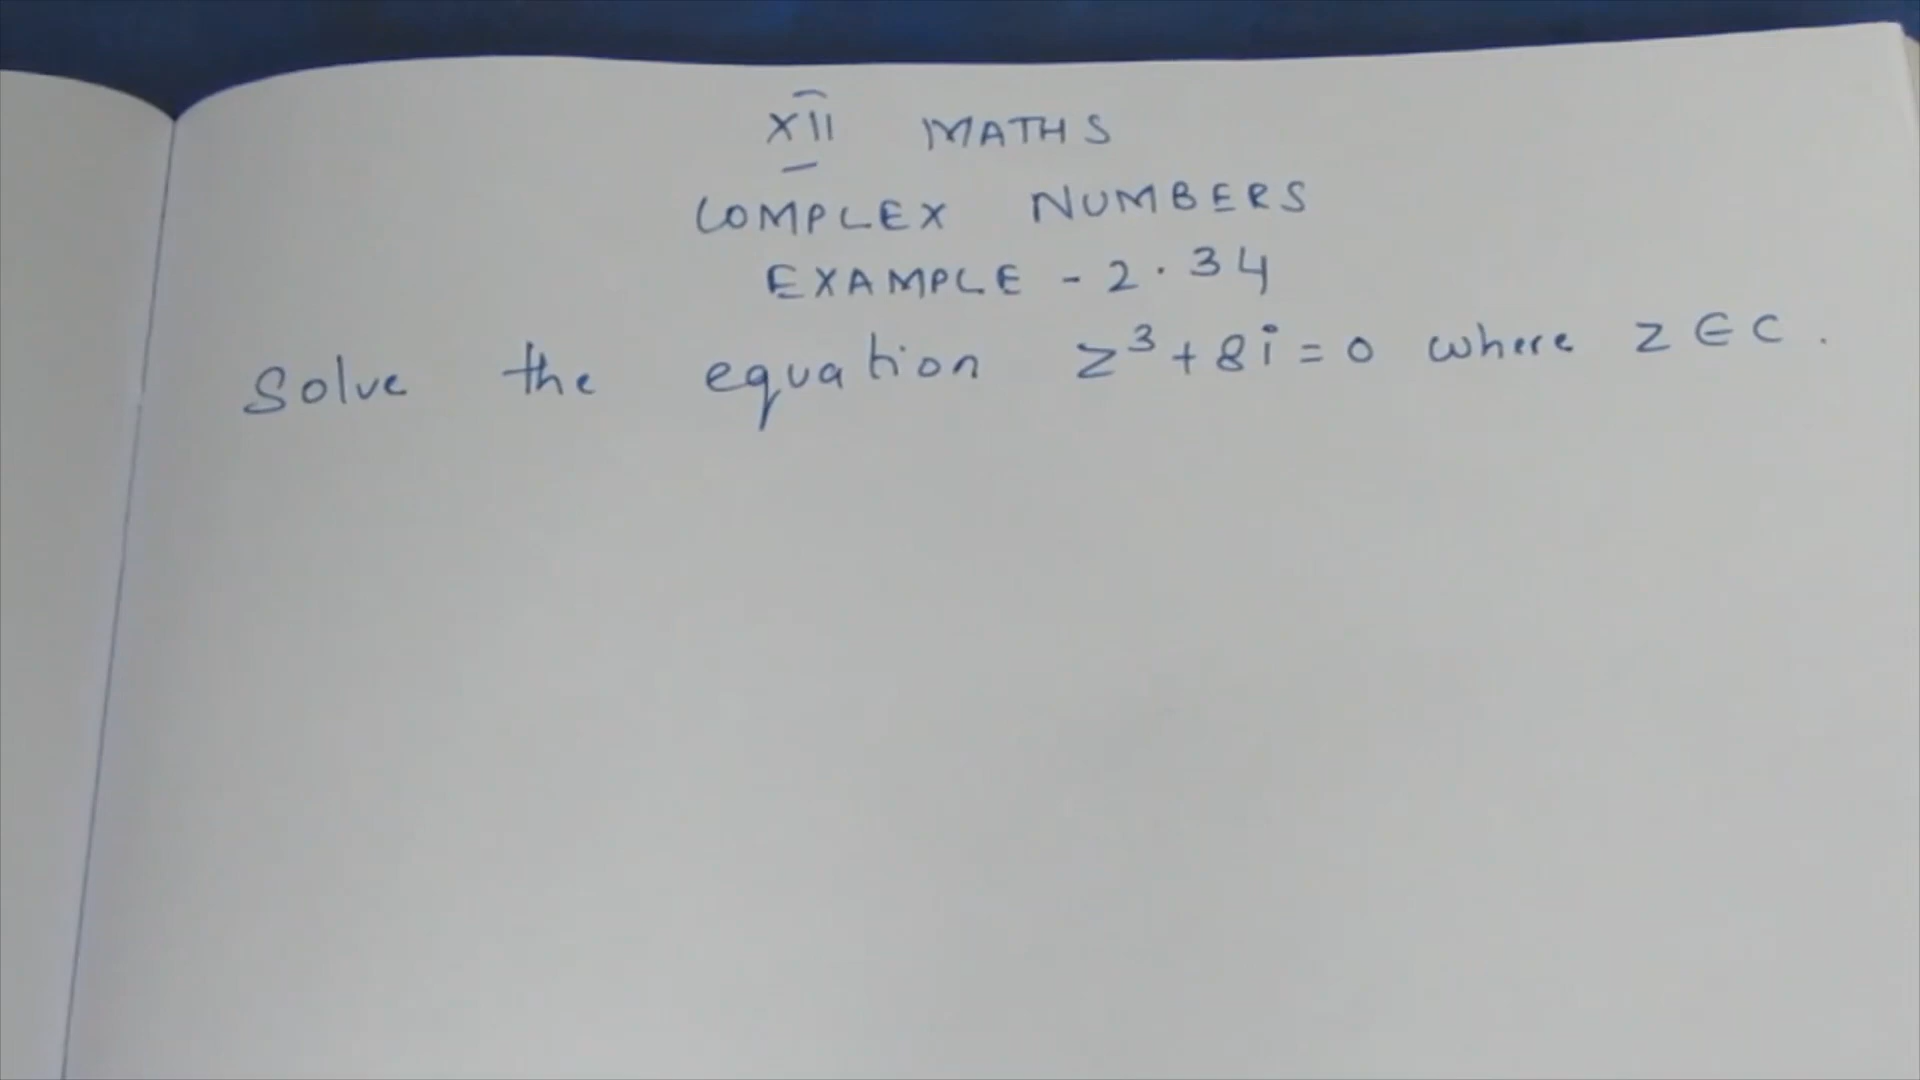 XII MATHS
COMPLEX NUMBERS
EXAMPLE - 2.34
Solve the equation z³ + 8i = 0 where z ∈ C.